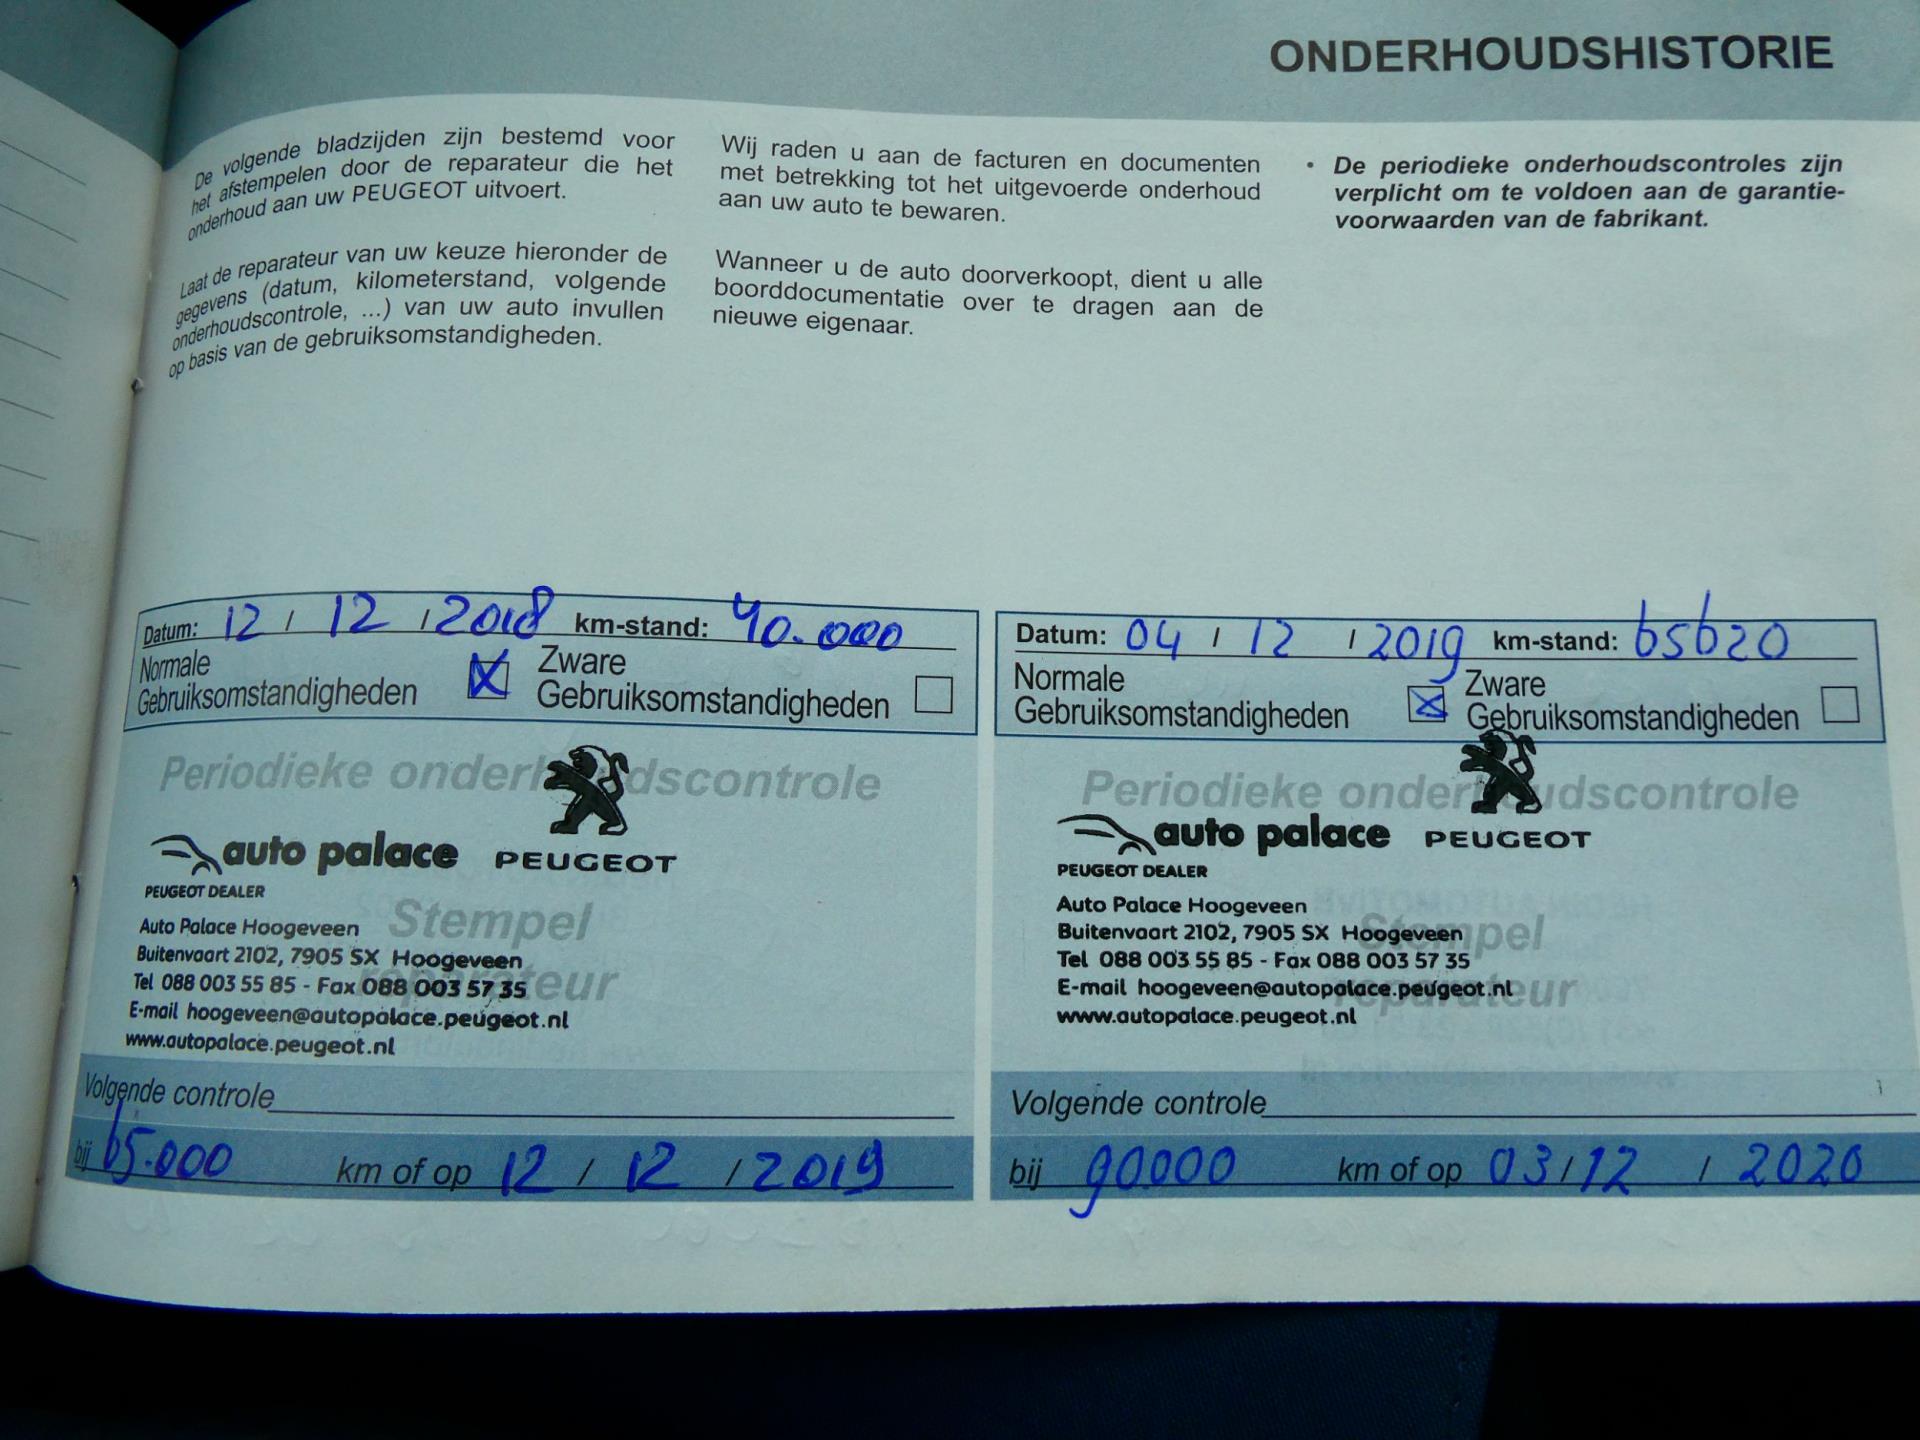 ONDERHOUDSHISTORIE
De volgende bladzijden zijn bestemd voor
het afstempelen door de reparateur die het
onderhoud aan uw PEUGEOT uitvoert.
Laat de reparateur van uw keuze hieronder de
gegevens (datum, kilometerstand, volgende
onderhoudscontrole, ...) van uw auto invullen
op basis van de gebruiksomstandigheden.
Wij raden u aan de facturen en documenten
met betrekking tot het uitgevoerde onderhoud
aan uw auto te bewaren.
Wanneer u de auto doorverkoopt, dient u alle
boorddocumentatie over te dragen aan de
nieuwe eigenaar.
• De periodieke onderhoudscontroles zijn
verplicht om te voldoen aan de garantie-
voorwaarden van de fabrikant.
Datum: 12 / 12 / 2018 km-stand: 40.000
Normale
Gebruiksomstandigheden
Zware
Gebruiksomstandigheden
Periodieke onderhoudscontrole
auto palace PEUGEOT
PEUGEOT DEALER
Stempel
Auto Palace Hoogeveen
Buitenvaart 2102, 7905 SX Hoogeveen
reparateur
Tel 088 003 55 85 - Fax 088 003 57 35
E-mail hoogeveen@autopalace.peugeot.nl
www.autopalace.peugeot.nl
Volgende controle
bij 65.000 km of op 12 / 12 / 2019
Datum: 04 / 12 / 2019 km-stand: 65620
Normale
Gebruiksomstandigheden
Zware
Gebruiksomstandigheden
Periodieke onderhoudscontrole
auto palace PEUGEOT
PEUGEOT DEALER
Auto Palace Hoogeveen
Stempel
Buitenvaart 2102, 7905 SX Hoogeveen
Tel 088 003 55 85 - Fax 088 003 57 35
reparateur
E-mail hoogeveen@autopalace.peugeot.nl
www.autopalace.peugeot.nl
Volgende controle
bij 90.000 km of op 03 / 12 / 2020